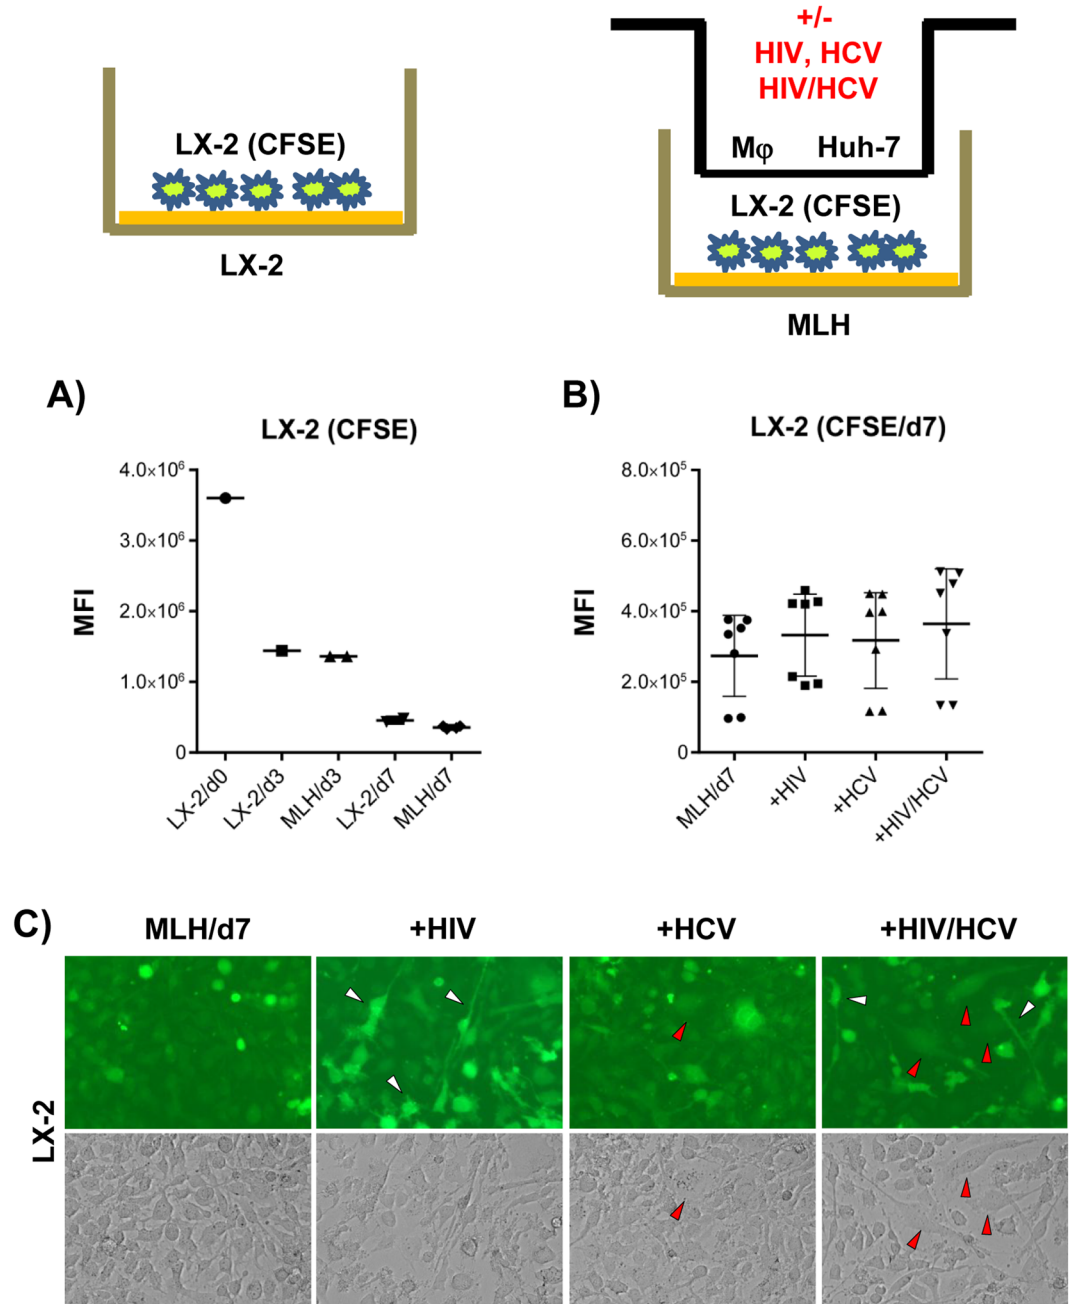 +/-
HIV, HCV
HIV/HCV
LX-2 (CFSE)
LX-2
Mφ Huh-7
LX-2 (CFSE)
MLH
A)
LX-2 (CFSE)
MFI
4.0×10⁶
3.0×10⁶
2.0×10⁶
1.0×10⁶
0
LX-2/d0
LX-2/d3
MLH/d3
LX-2/d7
MLH/d7
B)
LX-2 (CFSE/d7)
MFI
8.0×10⁵
6.0×10⁵
4.0×10⁵
2.0×10⁵
0
MLH/d7
+HIV
+HCV
+HIV/HCV
C)
MLH/d7 +HIV +HCV +HIV/HCV
LX-2